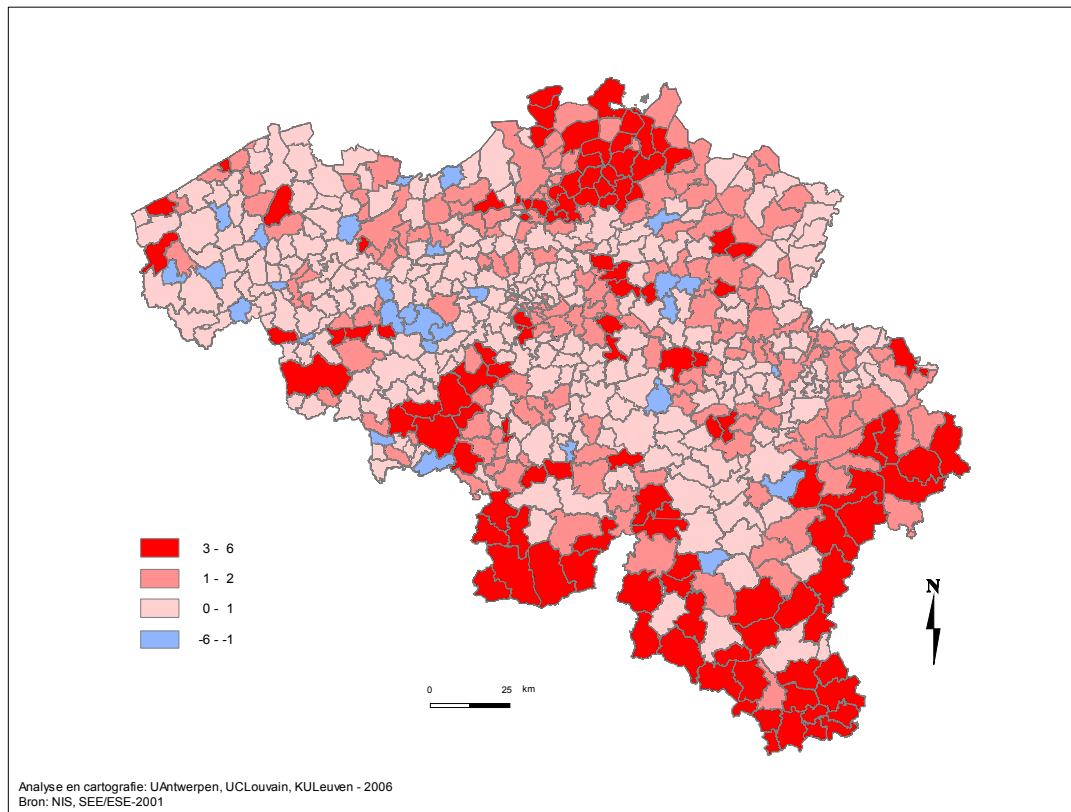 3 - 6
1 - 2
0 - 1
-6 - -1
N
0 25 km
Analyse en cartografie: UAntwerpen, UCLouvain, KULeuven - 2006
Bron: NIS, SEE/ESE-2001